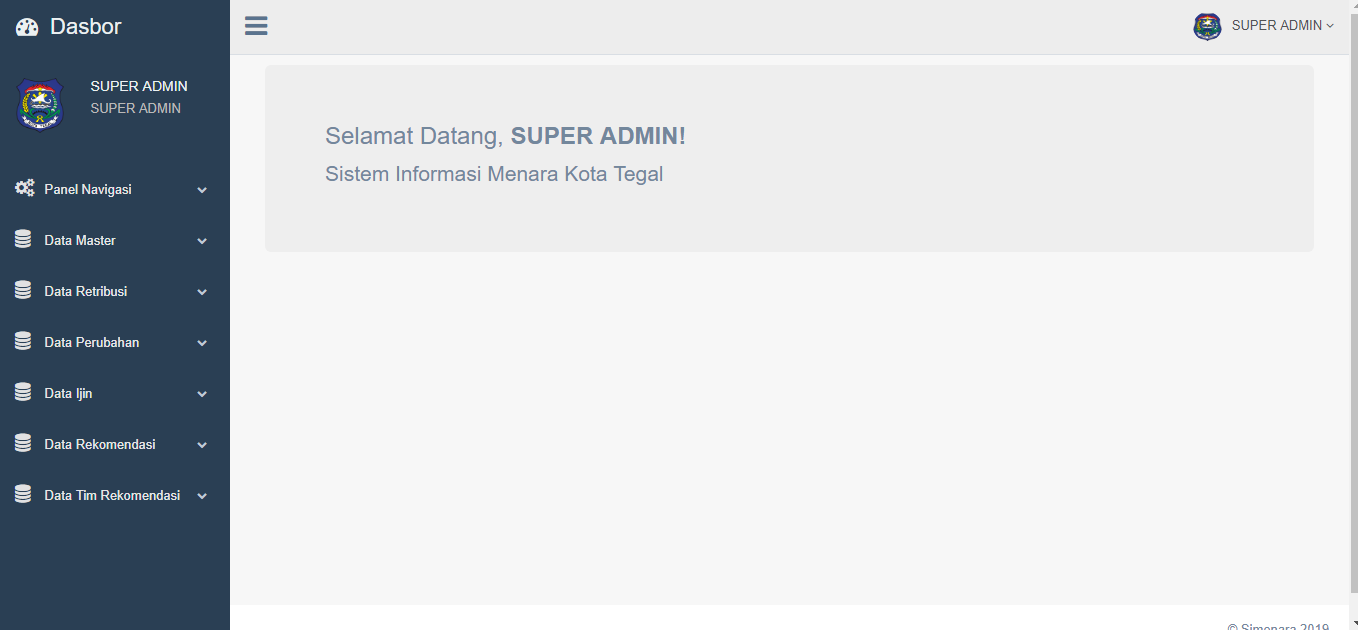 Dasbor
SUPER ADMIN
SUPER ADMIN
SUPER ADMIN
Panel Navigasi
Data Master
Data Retribusi
Data Perubahan
Data Ijin
Data Rekomendasi
Data Tim Rekomendasi
Selamat Datang, SUPER ADMIN!
Sistem Informasi Menara Kota Tegal
© Simenara 2019